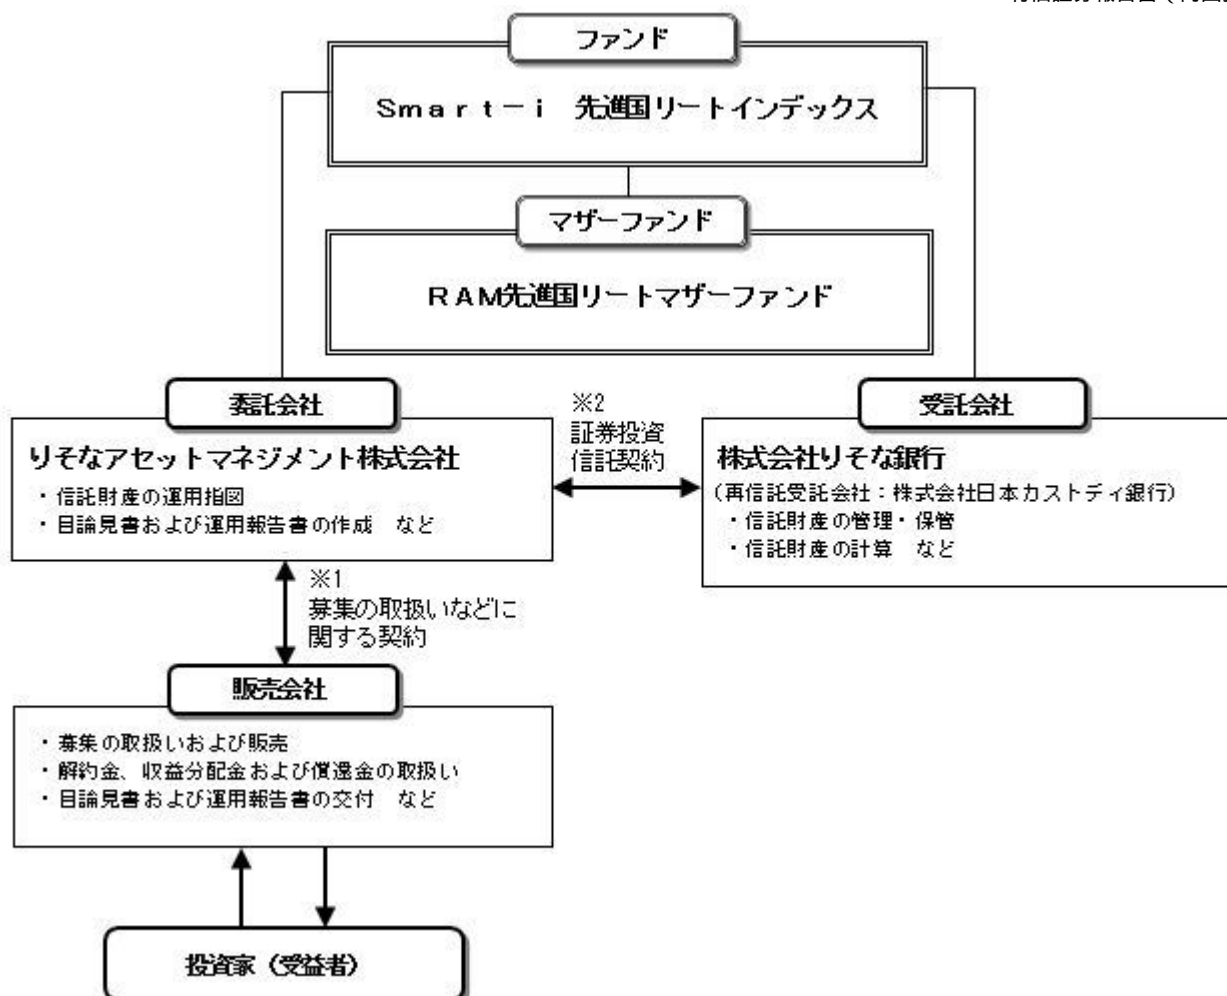 ファンド
Ｓｍａｒｔ－ｉ　先進国リートインデックス
マザーファンド
ＲＡＭ先進国リートマザーファンド
委託会社
りそなアセットマネジメント株式会社
・信託財産の運用指図
・目論見書および運用報告書の作成　など
※2
証券投資
信託契約
受託会社
株式会社りそな銀行
（再信託受託会社：株式会社日本カストディ銀行）
・信託財産の管理・保管
・信託財産の計算　など
※1
募集の取扱いなどに
関する契約
販売会社
・募集の取扱いおよび販売
・解約金、収益分配金および償還金の取扱い
・目論見書および運用報告書の交付　など
投資家（受益者）